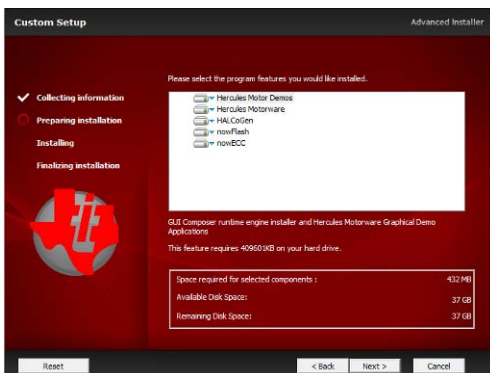 Custom Setup
Advanced Installer
Please select the program features you would like installed.
Collecting information
Preparing installation
Installing
Finalizing installation
Hercules Motor Demos
Hercules Motorware
HALCoGen
nowFlash
nowECC
GUI Composer runtime engine installer and Hercules Motorware Graphical Demo
Applications
This feature requires 409601KB on your hard drive.
Space required for selected components : 432 MB
Available Disk Space: 37 GB
Remaining Disk Space: 37 GB
Reset
< Back
Next >
Cancel